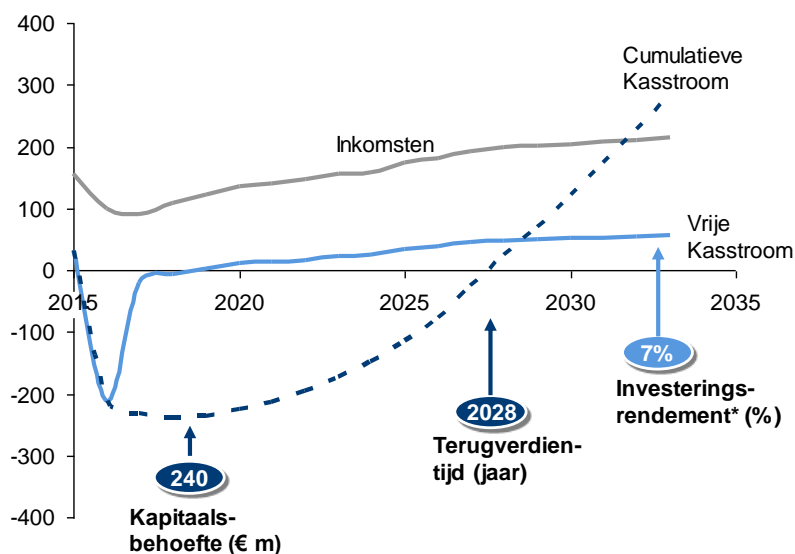 400
300
200
100
0
-100
-200
-300
-400
2015
2020
2025
2030
2035
Cumulatieve
Kasstroom
Inkomsten
Vrije
Kasstroom
7%
Investerings-
rendement* (%)
2028
Terugverdien-
tijd (jaar)
240
Kapitaals-
behoefte (€ m)